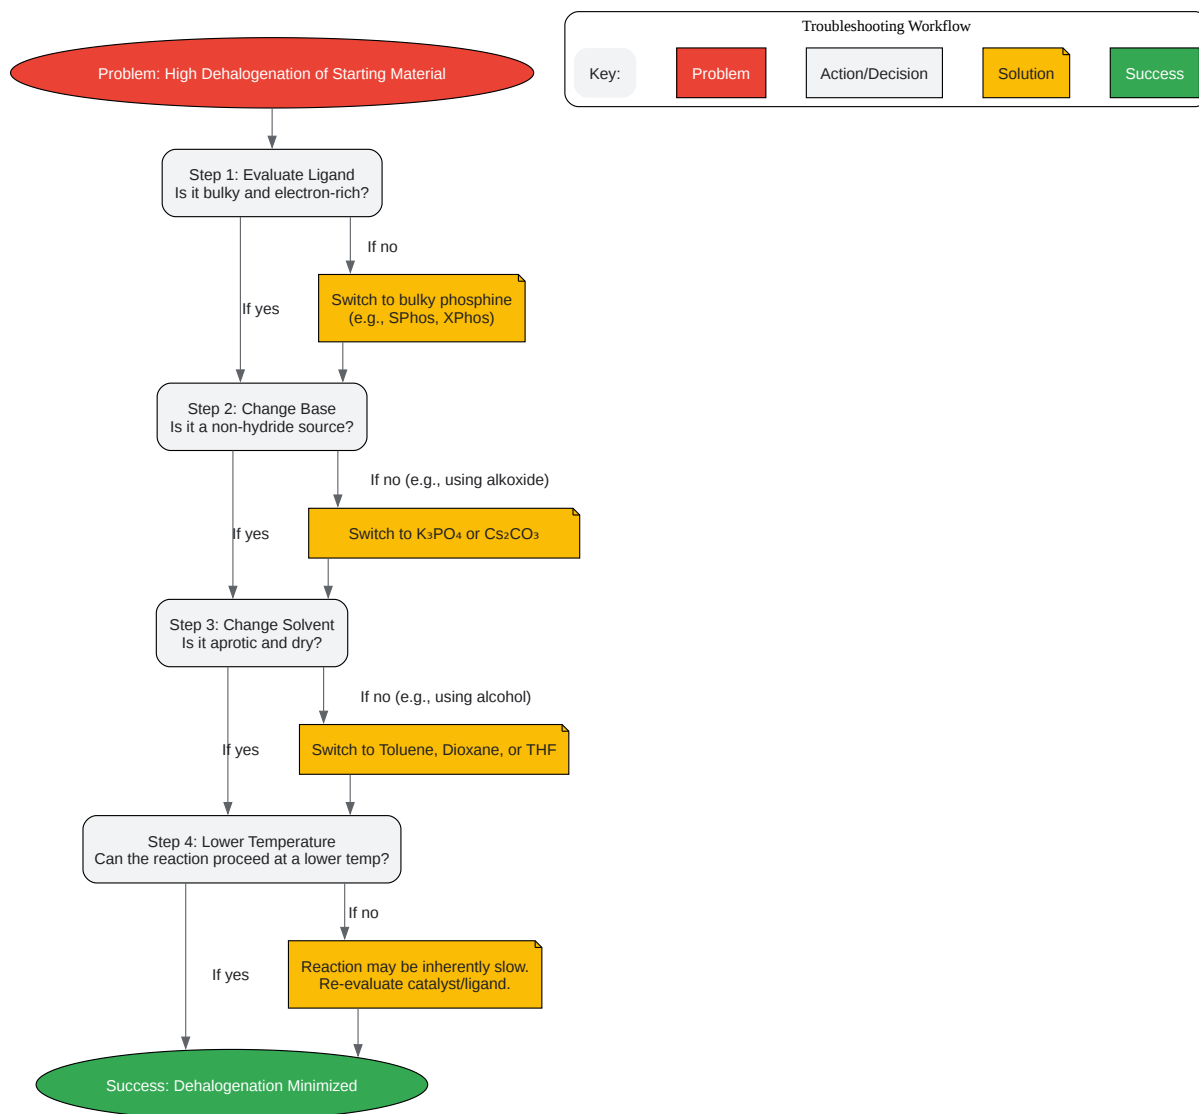 Troubleshooting Workflow
Key:
Problem
Action/Decision
Solution
Success
Problem: High Dehalogenation of Starting Material
Step 1: Evaluate Ligand
Is it bulky and electron-rich?
If no
If yes
Switch to bulky phosphine
(e.g., SPhos, XPhos)
Step 2: Change Base
Is it a non-hydride source?
If no (e.g., using alkoxide)
If yes
Switch to K₃PO₄ or Cs₂CO₃
Step 3: Change Solvent
Is it aprotic and dry?
If no (e.g., using alcohol)
If yes
Switch to Toluene, Dioxane, or THF
Step 4: Lower Temperature
Can the reaction proceed at a lower temp?
If no
If yes
Reaction may be inherently slow.
Re-evaluate catalyst/ligand.
Success: Dehalogenation Minimized